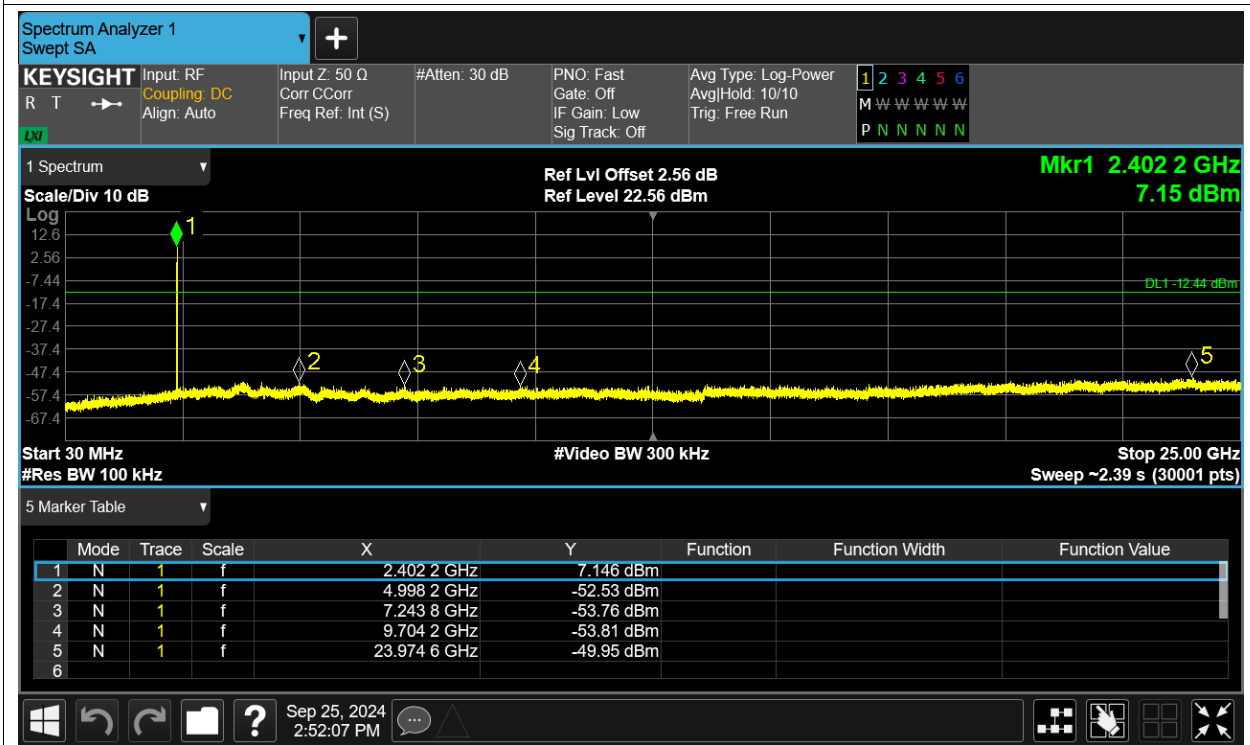 Spectrum Analyzer 1
Swept SA
+
KEYSIGHT
R T
LXI
Input: RF
Coupling: DC
Align: Auto
Input Z: 50 Ω
Corr CCorr
Freq Ref: Int (S)
#Atten: 30 dB
PNO: Fast
Gate: Off
IF Gain: Low
Sig Track: Off
Avg Type: Log-Power
Avg|Hold: 10/10
Trig: Free Run
1 2 3 4 5 6
M W W W W W
P N N N N N
1 Spectrum
Scale/Div 10 dB
Ref Lvl Offset 2.56 dB
Ref Level 22.56 dBm
Mkr1 2.402 2 GHz
7.15 dBm
Log
12.6
2.56
-7.44
-17.4
-27.4
-37.4
-47.4
-57.4
-67.4
1
2
3
4
5
DL1 -12.44 dBm
Start 30 MHz
#Video BW 300 kHz
Stop 25.00 GHz
#Res BW 100 kHz
Sweep ~2.39 s (30001 pts)
5 Marker Table
Mode Trace Scale X Y Function Function Width Function Value
1 N 1 f 2.402 2 GHz 7.146 dBm
2 N 1 f 4.998 2 GHz -52.53 dBm
3 N 1 f 7.243 8 GHz -53.76 dBm
4 N 1 f 9.704 2 GHz -53.81 dBm
5 N 1 f 23.974 6 GHz -49.95 dBm
6
?
Sep 25, 2024
2:52:07 PM